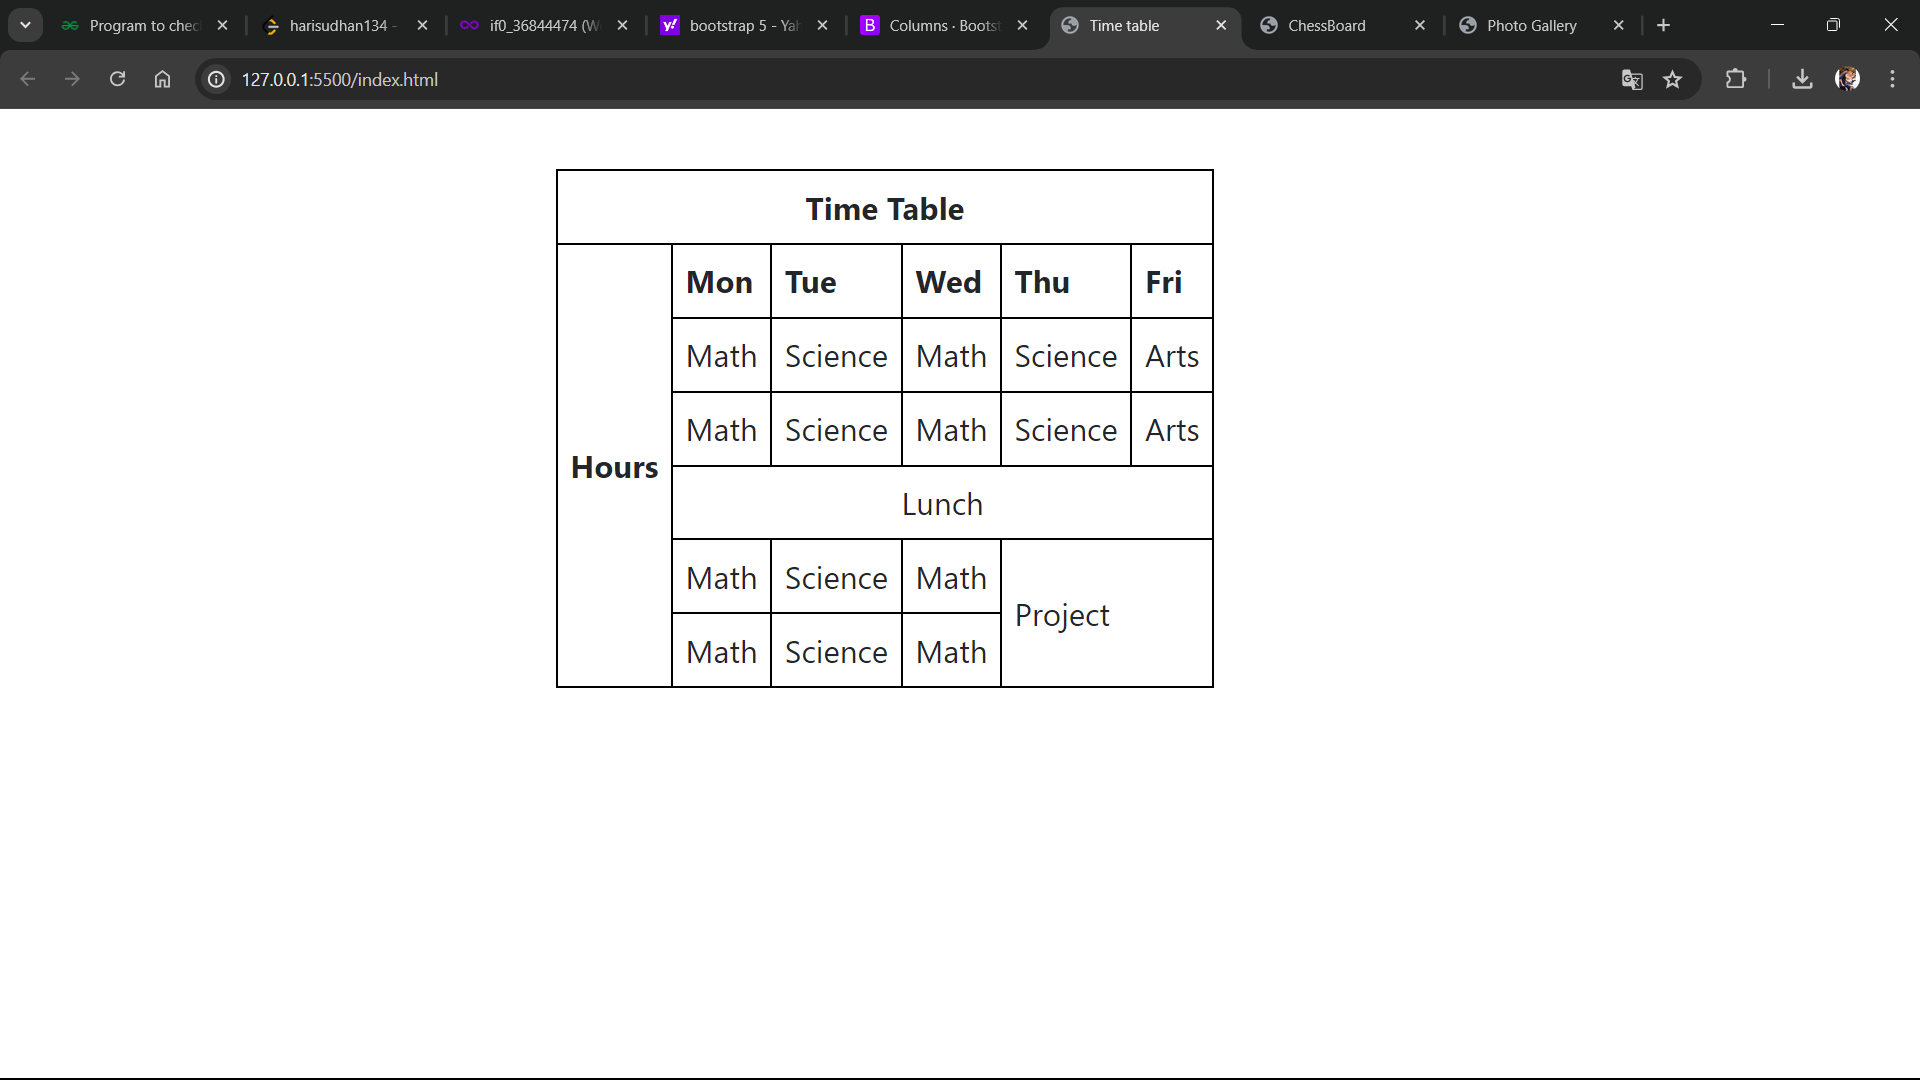 Program to chec
harisudhan134 -
if0_36844474 (W
bootstrap 5 - Yah
Columns · Bootst
Time table
ChessBoard
Photo Gallery
127.0.0.1:5500/index.html
Time Table
Hours
Mon Tue Wed Thu Fri
Math Science Math Science Arts
Math Science Math Science Arts
Lunch
Math Science Math
Project
Math Science Math